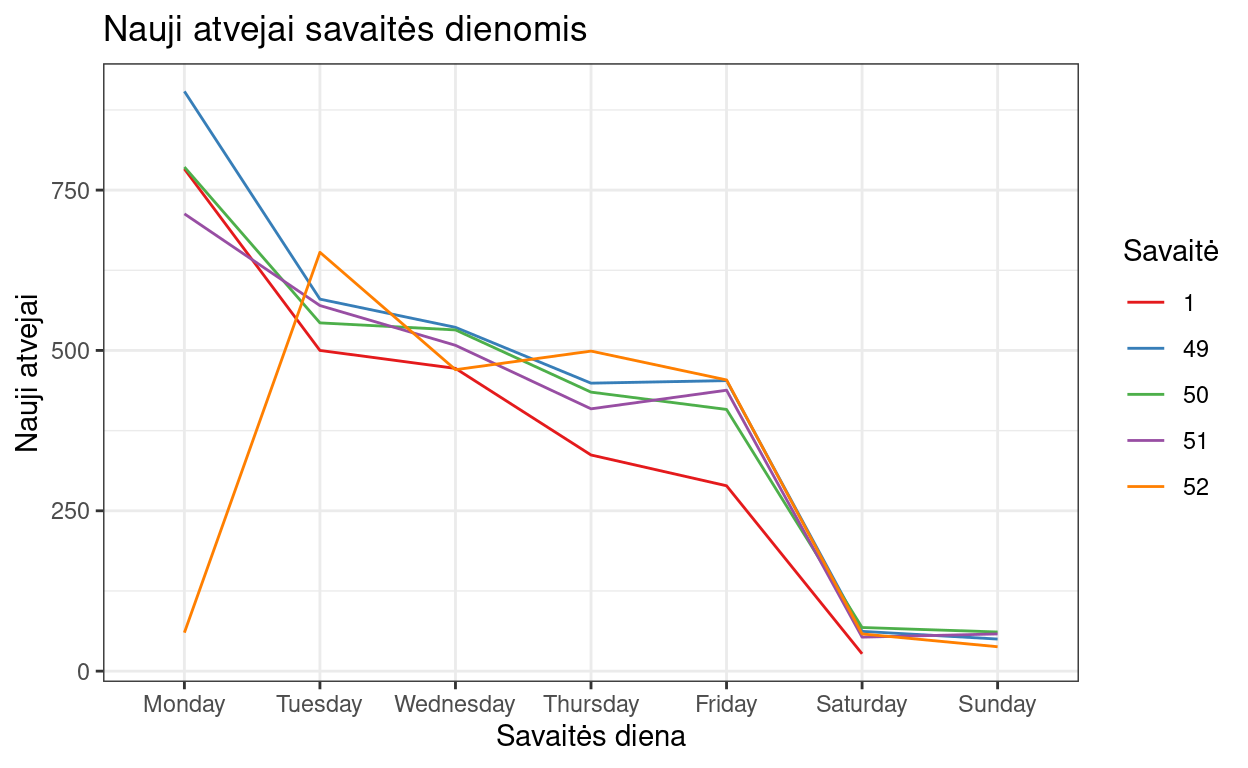 Nauji atvejai savaitės dienomis
Nauji atvejai
750
500
250
0
Monday Tuesday Wednesday Thursday Friday Saturday Sunday
Savaitės diena
Savaitė
1
49
50
51
52